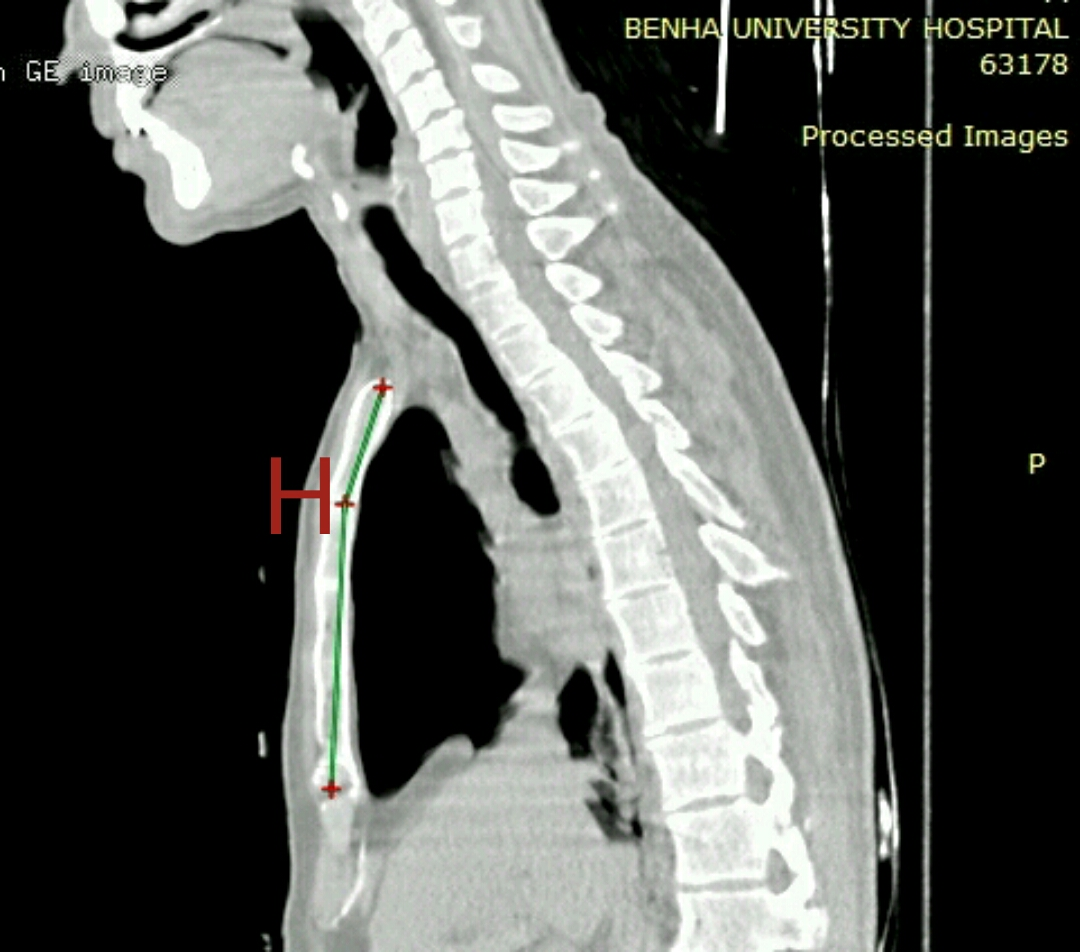 BENHA UNIVERSITY HOSPITAL
63178
GE image
Processed Images
H
P